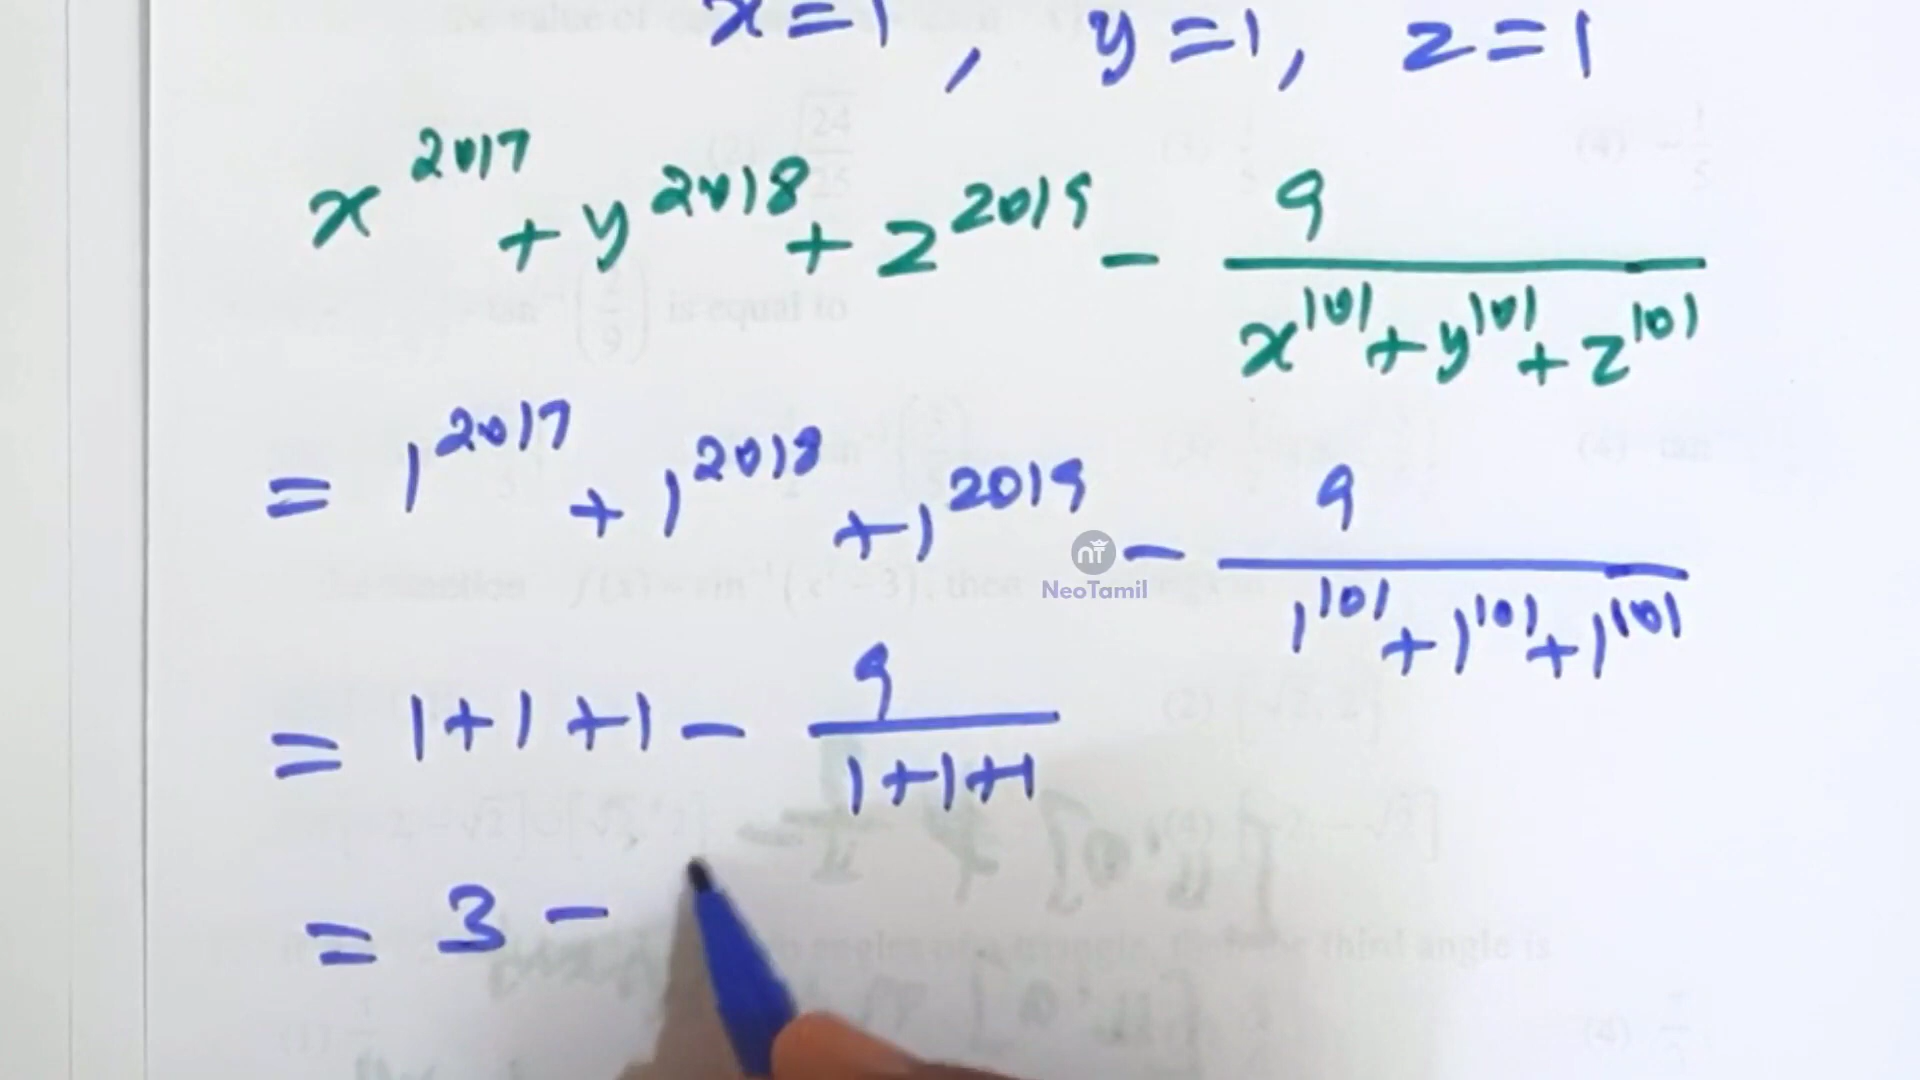 x=1, y=1, z=1
x^2017 + y^2018 + z^2019 - 9/(x^101 + y^101 + z^101)
= 1^2017 + 1^2018 + 1^2019 - 9/(1^101 + 1^101 + 1^101)
nT
NeoTamil
= 1+1+1 - 9/(1+1+1)
= 3 -